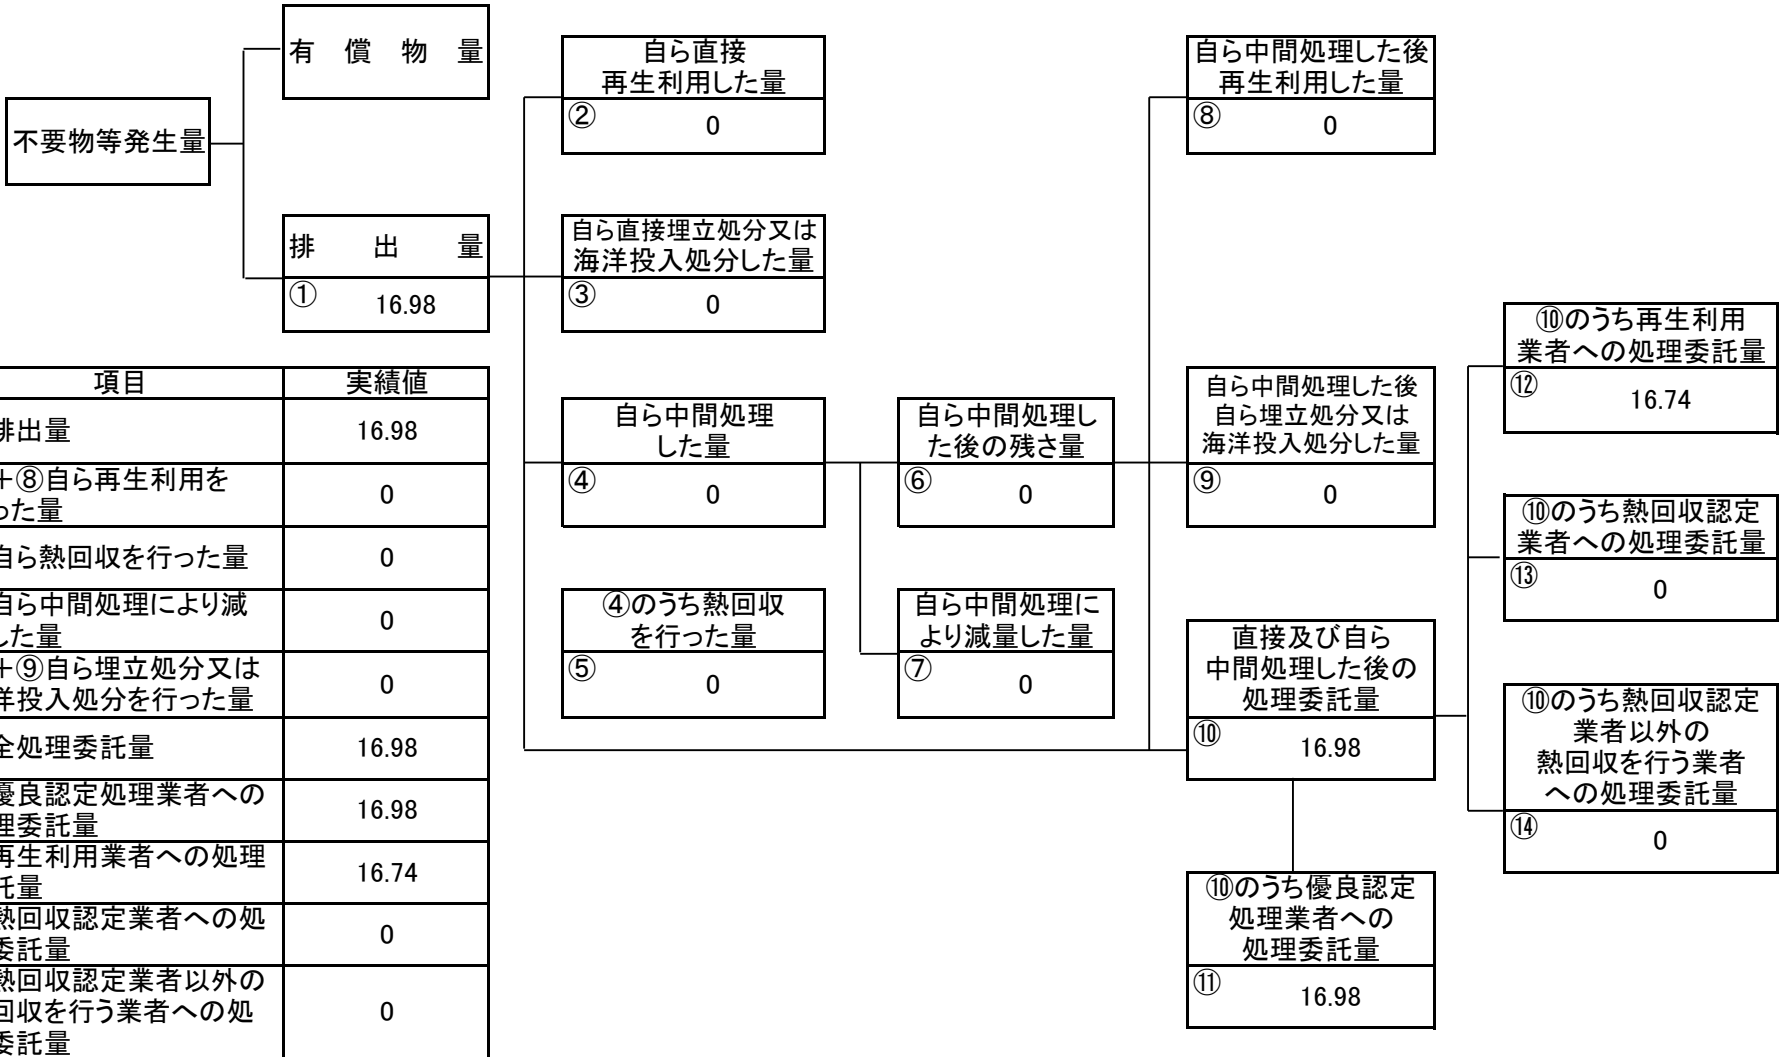 有償物量
不要物等発生量
排出量
①
16.98
自ら直接
再生利用した量
②
0
自ら直接埋立処分又は
海洋投入処分した量
③
0
自ら中間処理
した量
④
0
④のうち熱回収
を行った量
⑤
0
自ら中間処理し
た後の残さ量
⑥
0
自ら中間処理に
より減量した量
⑦
0
自ら中間処理した後
再生利用した量
⑧
0
自ら中間処理した後
自ら埋立処分又は
海洋投入処分した量
⑨
0
直接及び自ら
中間処理した後の
処理委託量
⑩
16.98
⑩のうち優良認定
処理業者への
処理委託量
⑪
16.98
⑩のうち再生利用
業者への処理委託量
⑫
16.74
⑩のうち熱回収認定
業者への処理委託量
⑬
0
⑩のうち熱回収認定
業者以外の
熱回収を行う業者
への処理委託量
⑭
0
項目
実績値
排出量
16.98
+⑧自ら再生利用を
った量
0
自ら熱回収を行った量
0
自ら中間処理により減
した量
0
+⑨自ら埋立処分又は
洋投入処分を行った量
0
全処理委託量
16.98
優良認定処理業者への
理委託量
16.98
再生利用業者への処理
託量
16.74
熱回収認定業者への処
委託量
0
熱回収認定業者以外の
回収を行う業者への処
委託量
0